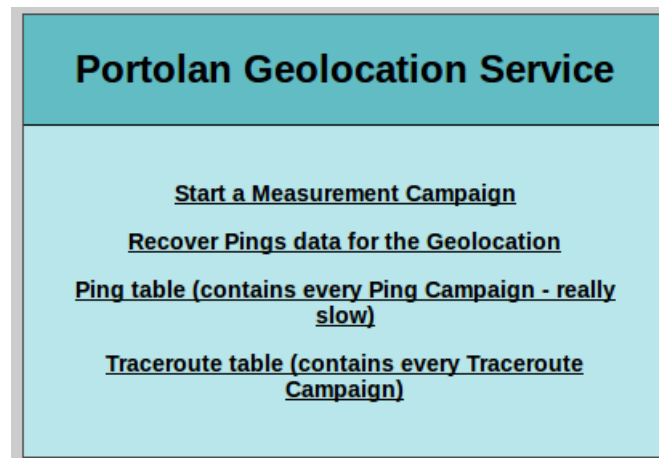 Portolan Geolocation Service
Start a Measurement Campaign
Recover Pings data for the Geolocation
Ping table (contains every Ping Campaign - really
slow)
Traceroute table (contains every Traceroute
Campaign)